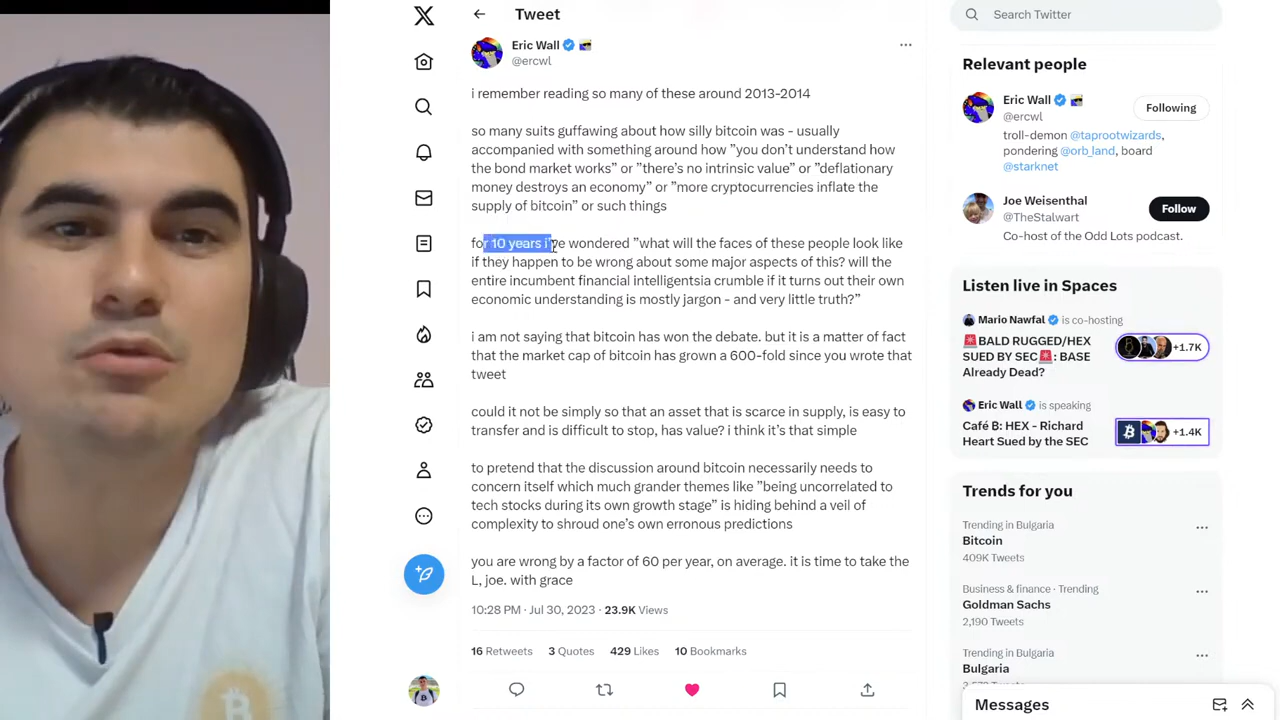 Tweet
Search Twitter
Eric Wall
@ercwl
i remember reading so many of these around 2013-2014
so many suits guffawing about how silly bitcoin was - usually
accompanied with something around how ”you don’t understand how
the bond market works” or ”there’s no intrinsic value” or ”deflationary
money destroys an economy” or ”more cryptocurrencies inflate the
supply of bitcoin” or such things
for 10 years i’ve wondered ”what will the faces of these people look like
if they happen to be wrong about some major aspects of this? will the
entire incumbent financial intelligentsia crumble if it turns out their own
economic understanding is mostly jargon - and very little truth?”
i am not saying that bitcoin has won the debate. but it is a matter of fact
that the market cap of bitcoin has grown a 600-fold since you wrote that
tweet
could it not be simply so that an asset that is scarce in supply, is easy to
transfer and is difficult to stop, has value? i think it’s that simple
to pretend that the discussion around bitcoin necessarily needs to
concern itself which much grander themes like ”being uncorrelated to
tech stocks during its own growth stage” is hiding behind a veil of
complexity to shroud one’s own erronous predictions
you are wrong by a factor of 60 per year, on average. it is time to take the
L, joe. with grace
10:28 PM · Jul 30, 2023 · 23.9K Views
16 Retweets 3 Quotes 429 Likes 10 Bookmarks
Relevant people
Eric Wall
@ercwl
Following
troll-demon @taprootwizards,
pondering @orb_land, board
@starknet
Joe Weisenthal
@TheStalwart
Follow
Co-host of the Odd Lots podcast.
Listen live in Spaces
Mario Nawfal is co-hosting
🚨BALD RUGGED/HEX
SUED BY SEC🚨: BASE
Already Dead?
+1.7K
Eric Wall is speaking
Café ₿: HEX - Richard
Heart Sued by the SEC
+1.4K
Trends for you
Trending in Bulgaria
Bitcoin
409K Tweets
Business & finance · Trending
Goldman Sachs
2,190 Tweets
Trending in Bulgaria
Bulgaria
Messages